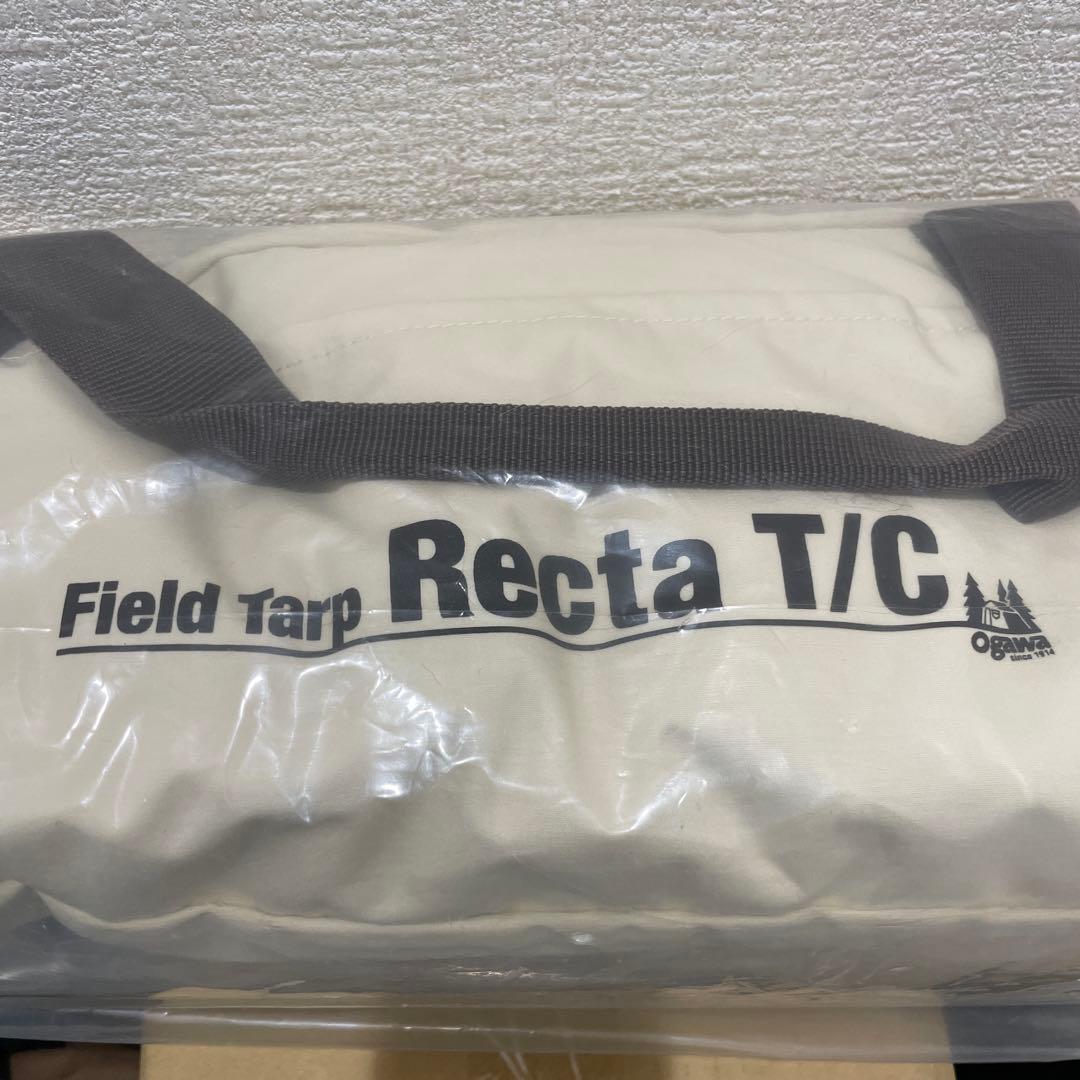 Field Tarp Recta T/C
Ogawa
since 1914